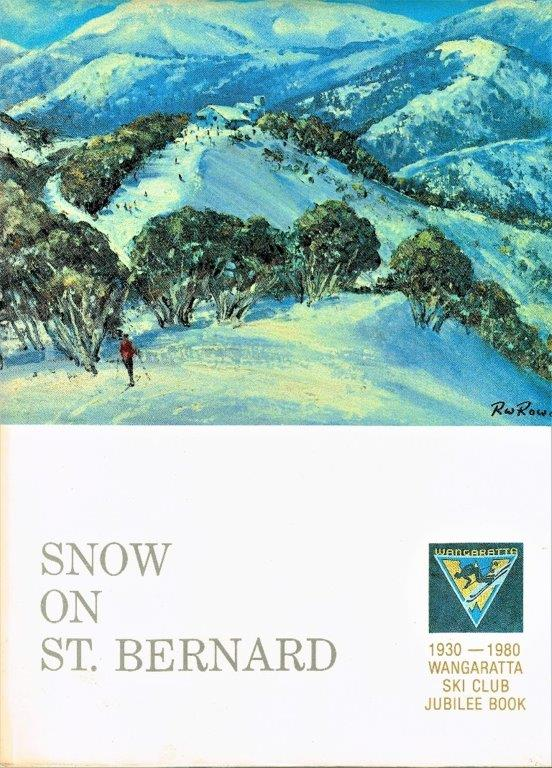 SNOW
ON
ST. BERNARD
WANGARATTA
1930 — 1980
WANGARATTA
SKI CLUB
JUBILEE BOOK